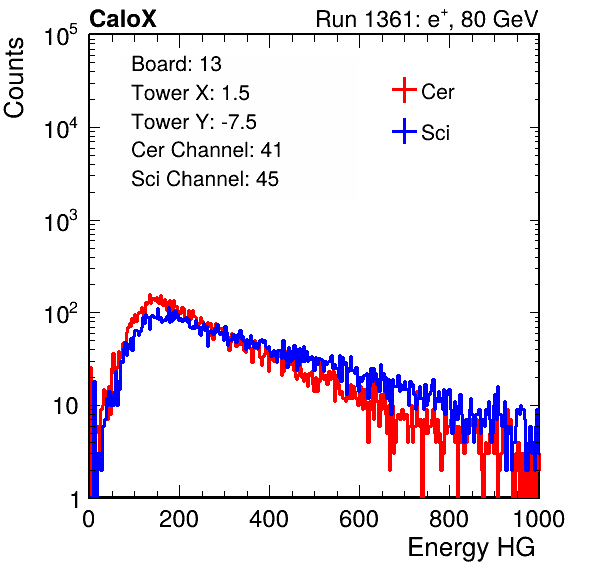 CaloX Run 1361: e⁺, 80 GeV
Counts
10⁵
10⁴
10³
10²
10
1
Board: 13
Tower X: 1.5
Tower Y: -7.5
Cer Channel: 41
Sci Channel: 45
Cer
Sci
0 200 400 600 800 1000
Energy HG